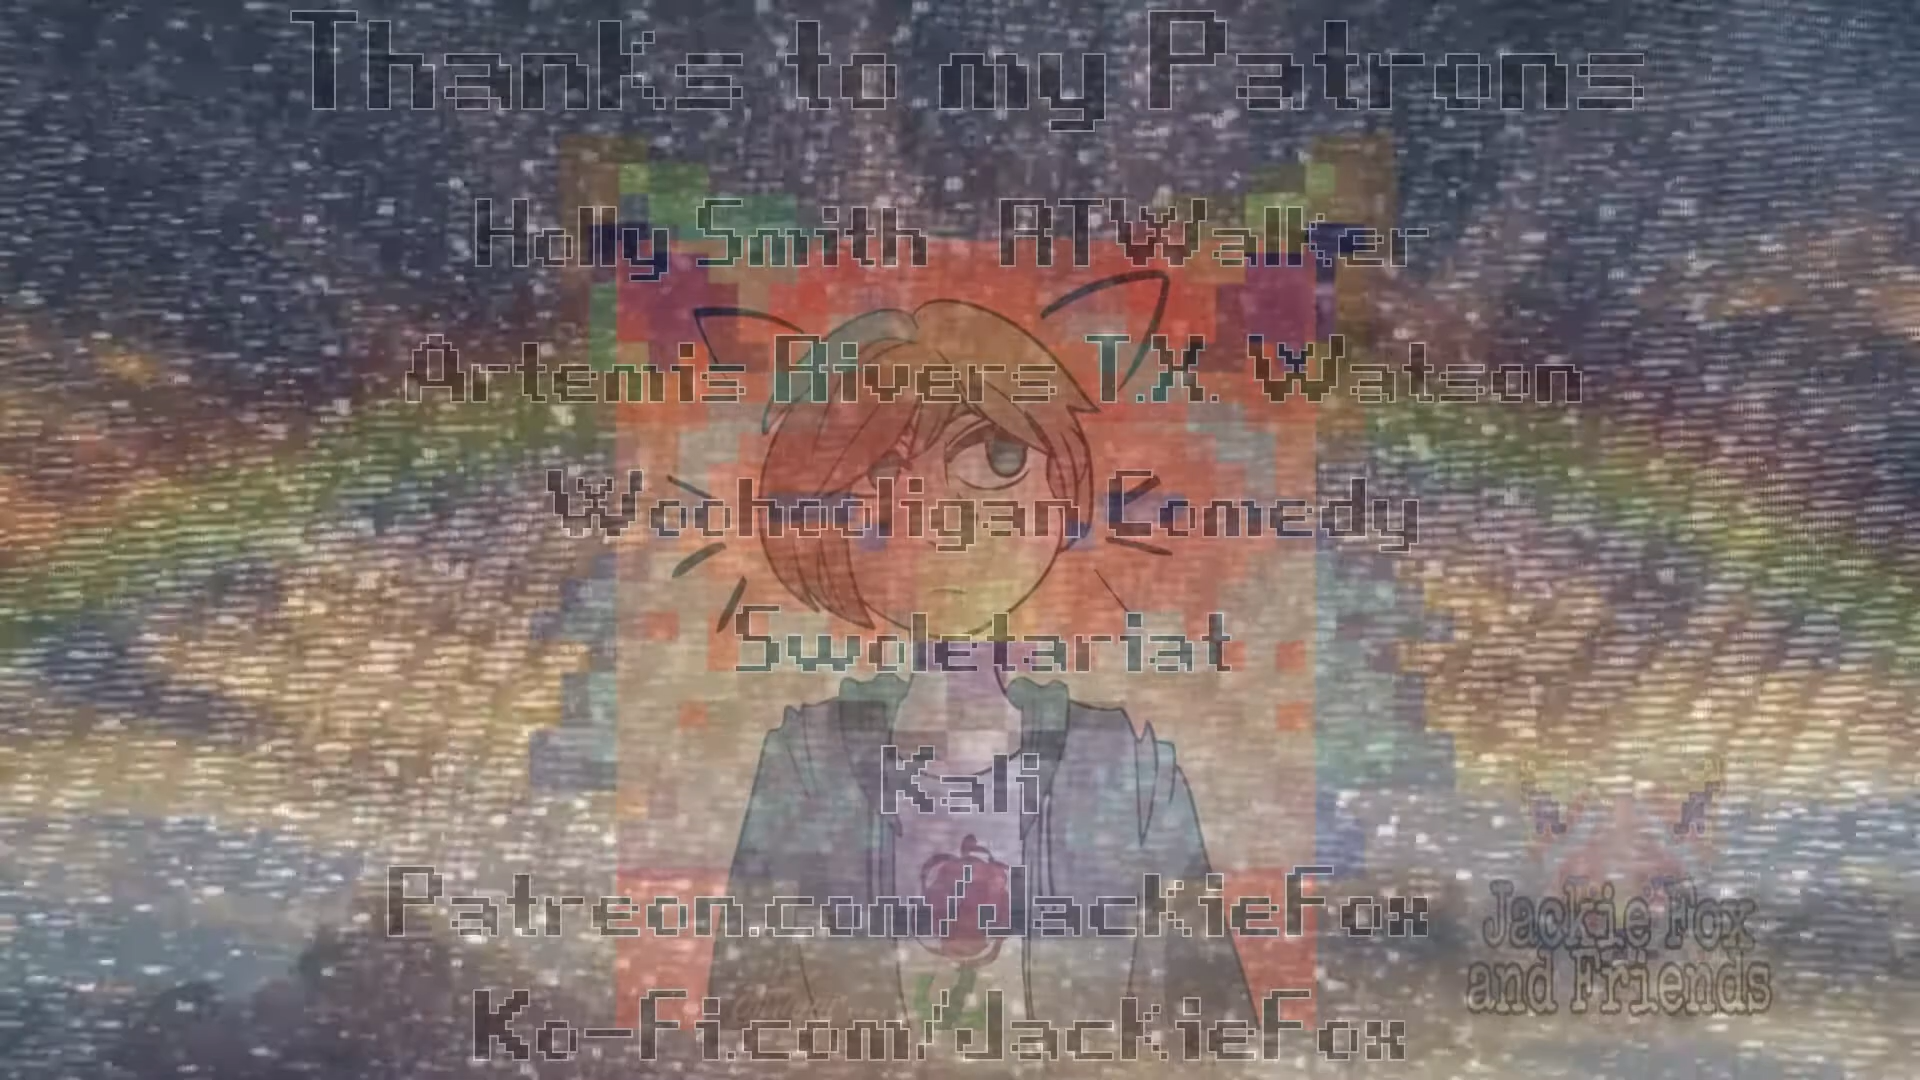 Thanks to my Patrons
Holly Smith RTWalker
Artemis Rivers T.X. Watson
Woohooligan Comedy
Swoletariat
Kali
Patreon.com/JackieFox
Ko-Fi.com/JackieFox
Jackie Fox
and Friends